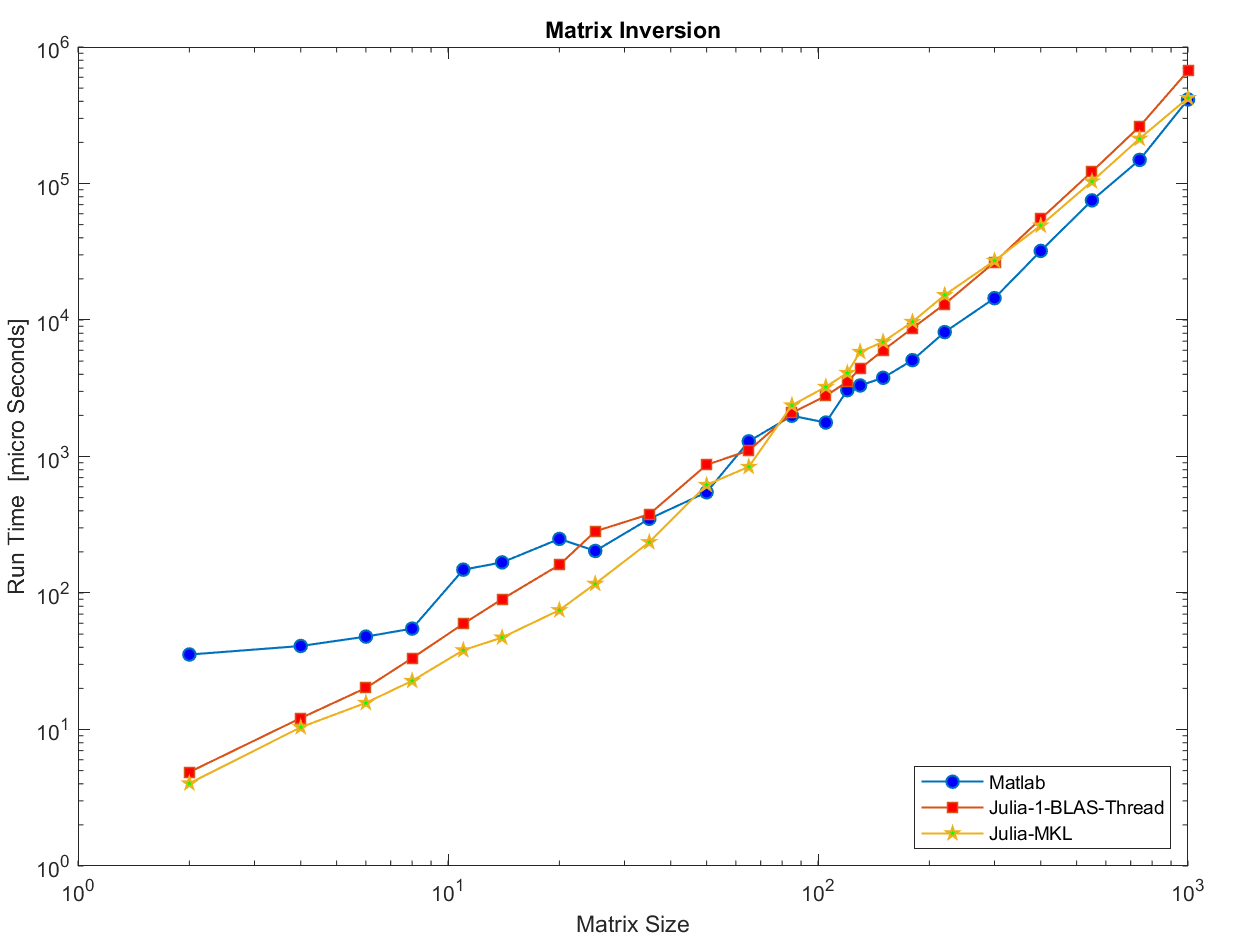 Matrix Inversion
Run Time [micro Seconds]
10^6
10^5
10^4
10^3
10^2
10^1
10^0
Matlab
Julia-1-BLAS-Thread
Julia-MKL
10^0 10^1 10^2 10^3
Matrix Size